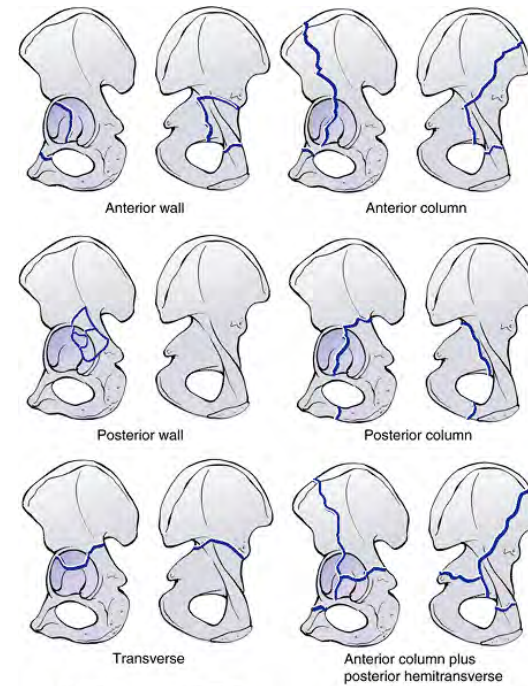 Anterior wall
Anterior column
Posterior wall
Posterior column
Transverse
Anterior column plus
posterior hemitransverse